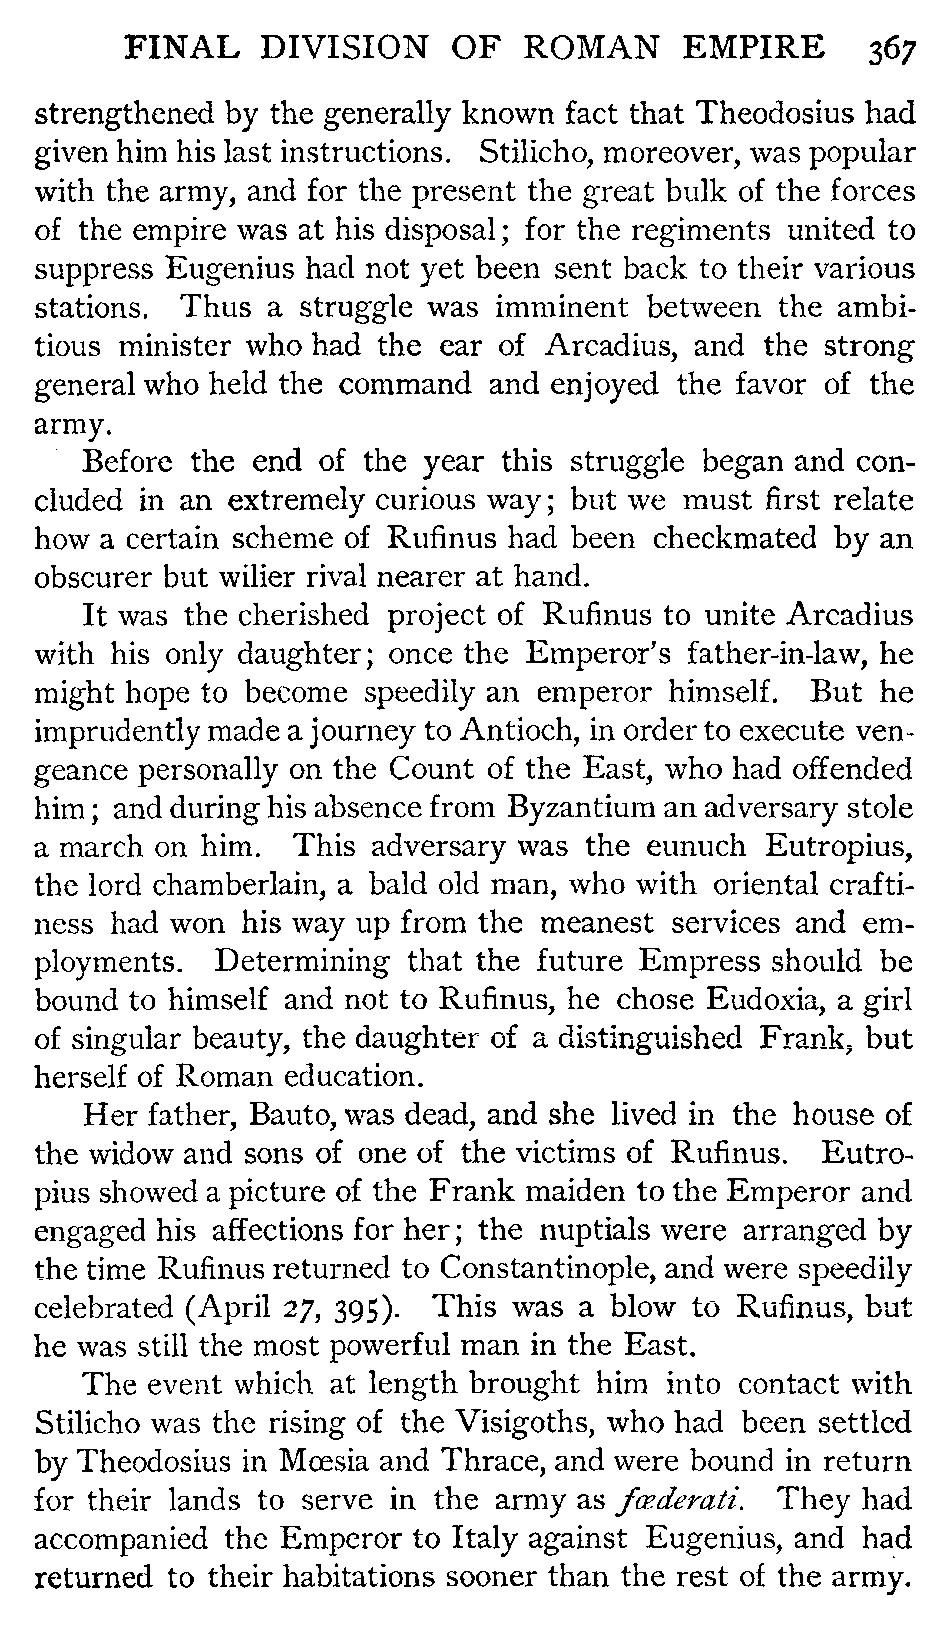 FINAL DIVISION OF ROMAN EMPIRE 367
strengthened by the generally known fact that Theodosius had
given him his last instructions. Stilicho, moreover, was popular
with the army, and for the present the great bulk of the forces
of the empire was at his disposal; for the regiments united to
suppress Eugenius had not yet been sent back to their various
stations. Thus a struggle was imminent between the ambi-
tious minister who had the ear of Arcadius, and the strong
general who held the command and enjoyed the favor of the
army.
Before the end of the year this struggle began and con-
cluded in an extremely curious way; but we must first relate
how a certain scheme of Rufinus had been checkmated by an
obscurer but wilier rival nearer at hand.
It was the cherished project of Rufinus to unite Arcadius
with his only daughter; once the Emperor's father-in-law, he
might hope to become speedily an emperor himself. But he
imprudently made a journey to Antioch, in order to execute ven-
geance personally on the Count of the East, who had offended
him; and during his absence from Byzantium an adversary stole
a march on him. This adversary was the eunuch Eutropius,
the lord chamberlain, a bald old man, who with oriental crafti-
ness had won his way up from the meanest services and em-
ployments. Determining that the future Empress should be
bound to himself and not to Rufinus, he chose Eudoxia, a girl
of singular beauty, the daughter of a distinguished Frank, but
herself of Roman education.
Her father, Bauto, was dead, and she lived in the house of
the widow and sons of one of the victims of Rufinus. Eutro-
pius showed a picture of the Frank maiden to the Emperor and
engaged his affections for her; the nuptials were arranged by
the time Rufinus returned to Constantinople, and were speedily
celebrated (April 27, 395). This was a blow to Rufinus, but
he was still the most powerful man in the East.
The event which at length brought him into contact with
Stilicho was the rising of the Visigoths, who had been settled
by Theodosius in Mœsia and Thrace, and were bound in return
for their lands to serve in the army as fœderati. They had
accompanied the Emperor to Italy against Eugenius, and had
returned to their habitations sooner than the rest of the army.